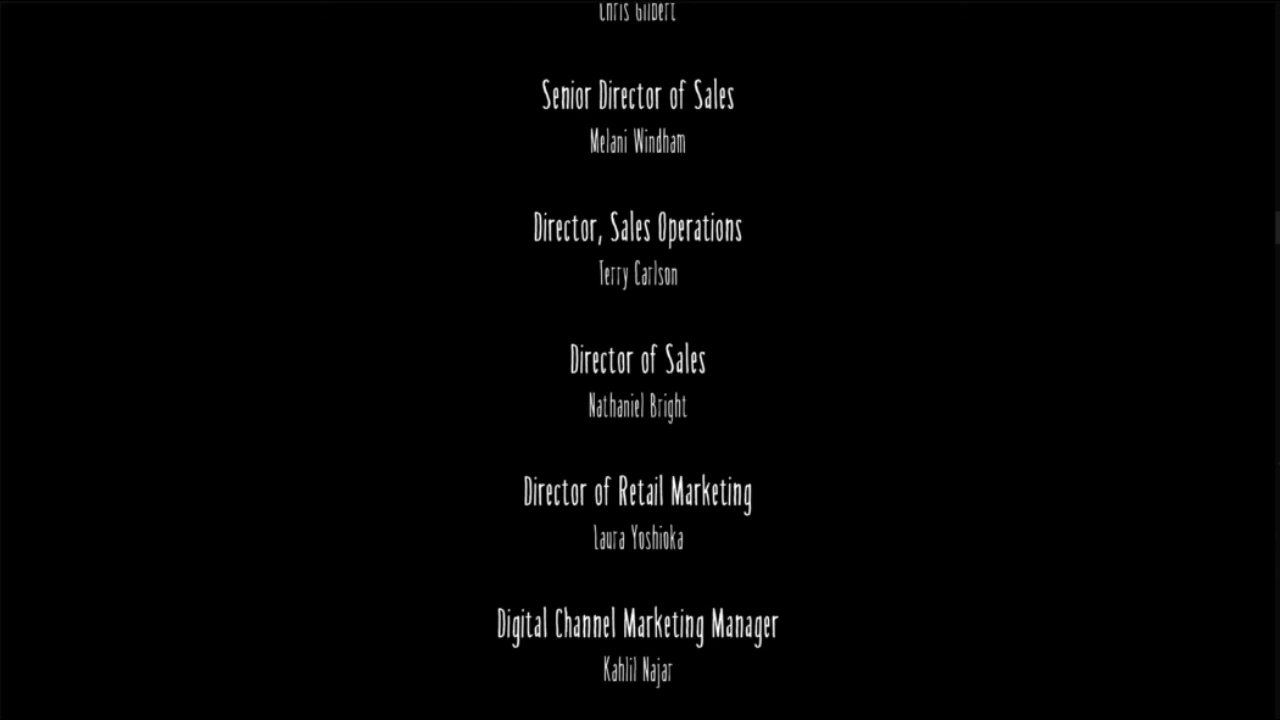 Chris Gilbert
Senior Director of Sales
Melani Windham
Director, Sales Operations
Terry Carlson
Director of Sales
Nathaniel Bright
Director of Retail Marketing
Laura Yoshioka
Digital Channel Marketing Manager
Kahlil Najar